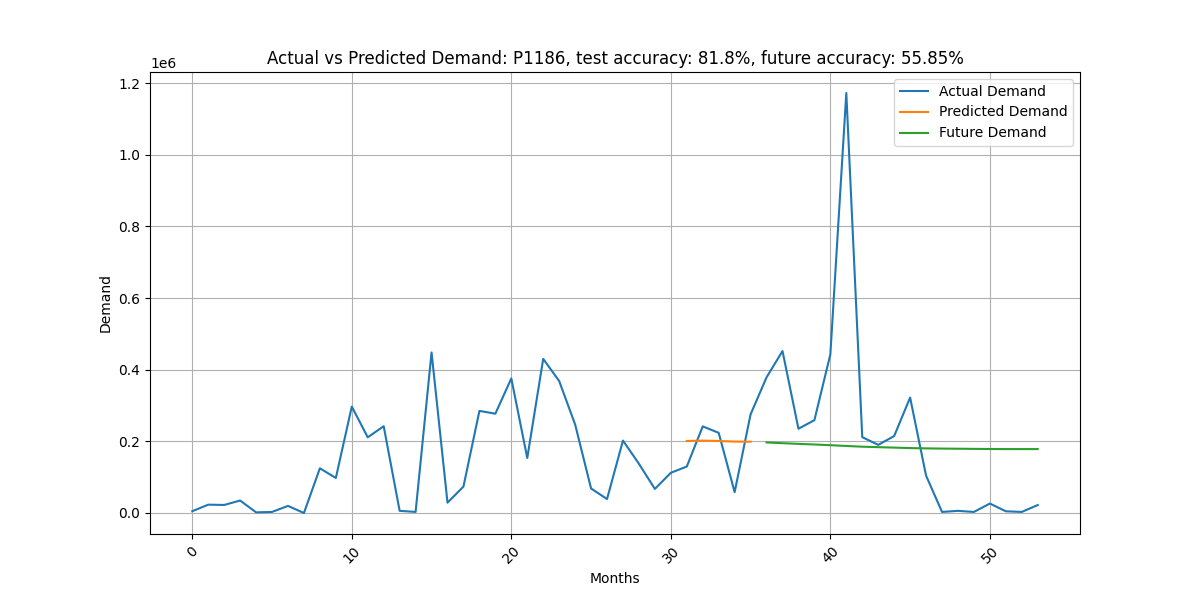 Actual vs Predicted Demand: P1186, test accuracy: 81.8%, future accuracy: 55.85%
1e6
1.2
1.0
0.8
0.6
0.4
0.2
0.0
Demand
Actual Demand
Predicted Demand
Future Demand
0
10
20
30
40
50
Months